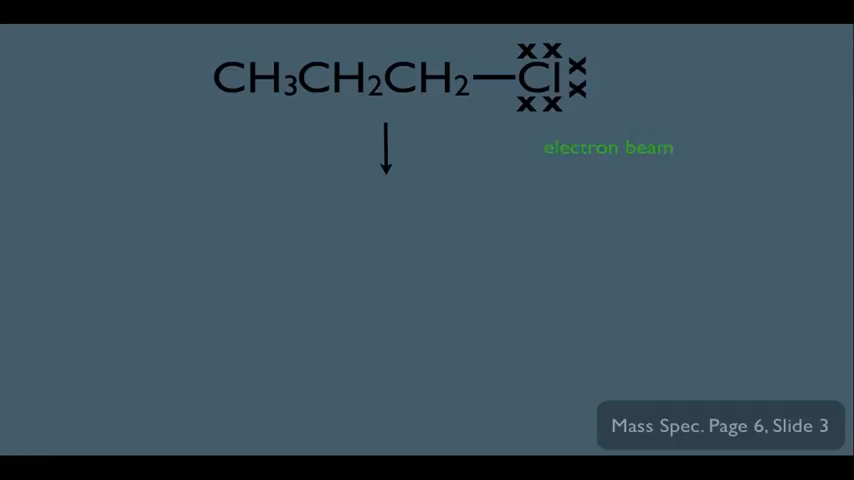 CH₃CH₂CH₂—Cl
electron beam
Mass Spec. Page 6, Slide 3